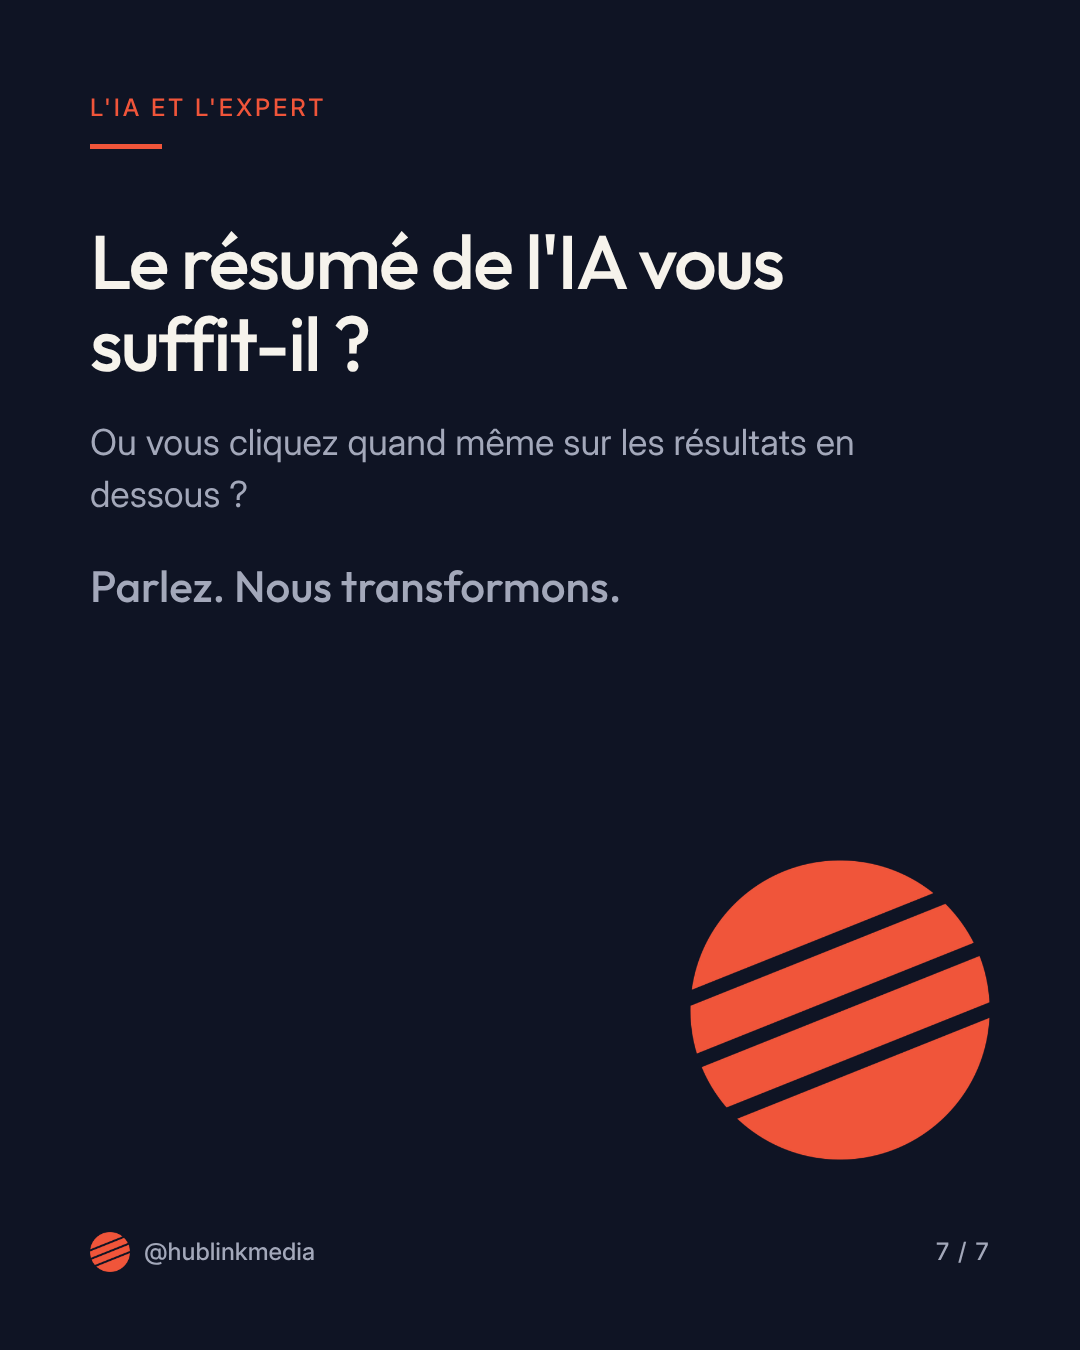 L'IA ET L'EXPERT
Le résumé de l'IA vous
suffit-il ?
Ou vous cliquez quand même sur les résultats en
dessous ?
Parlez. Nous transformons.
@hublinkmedia
7 / 7